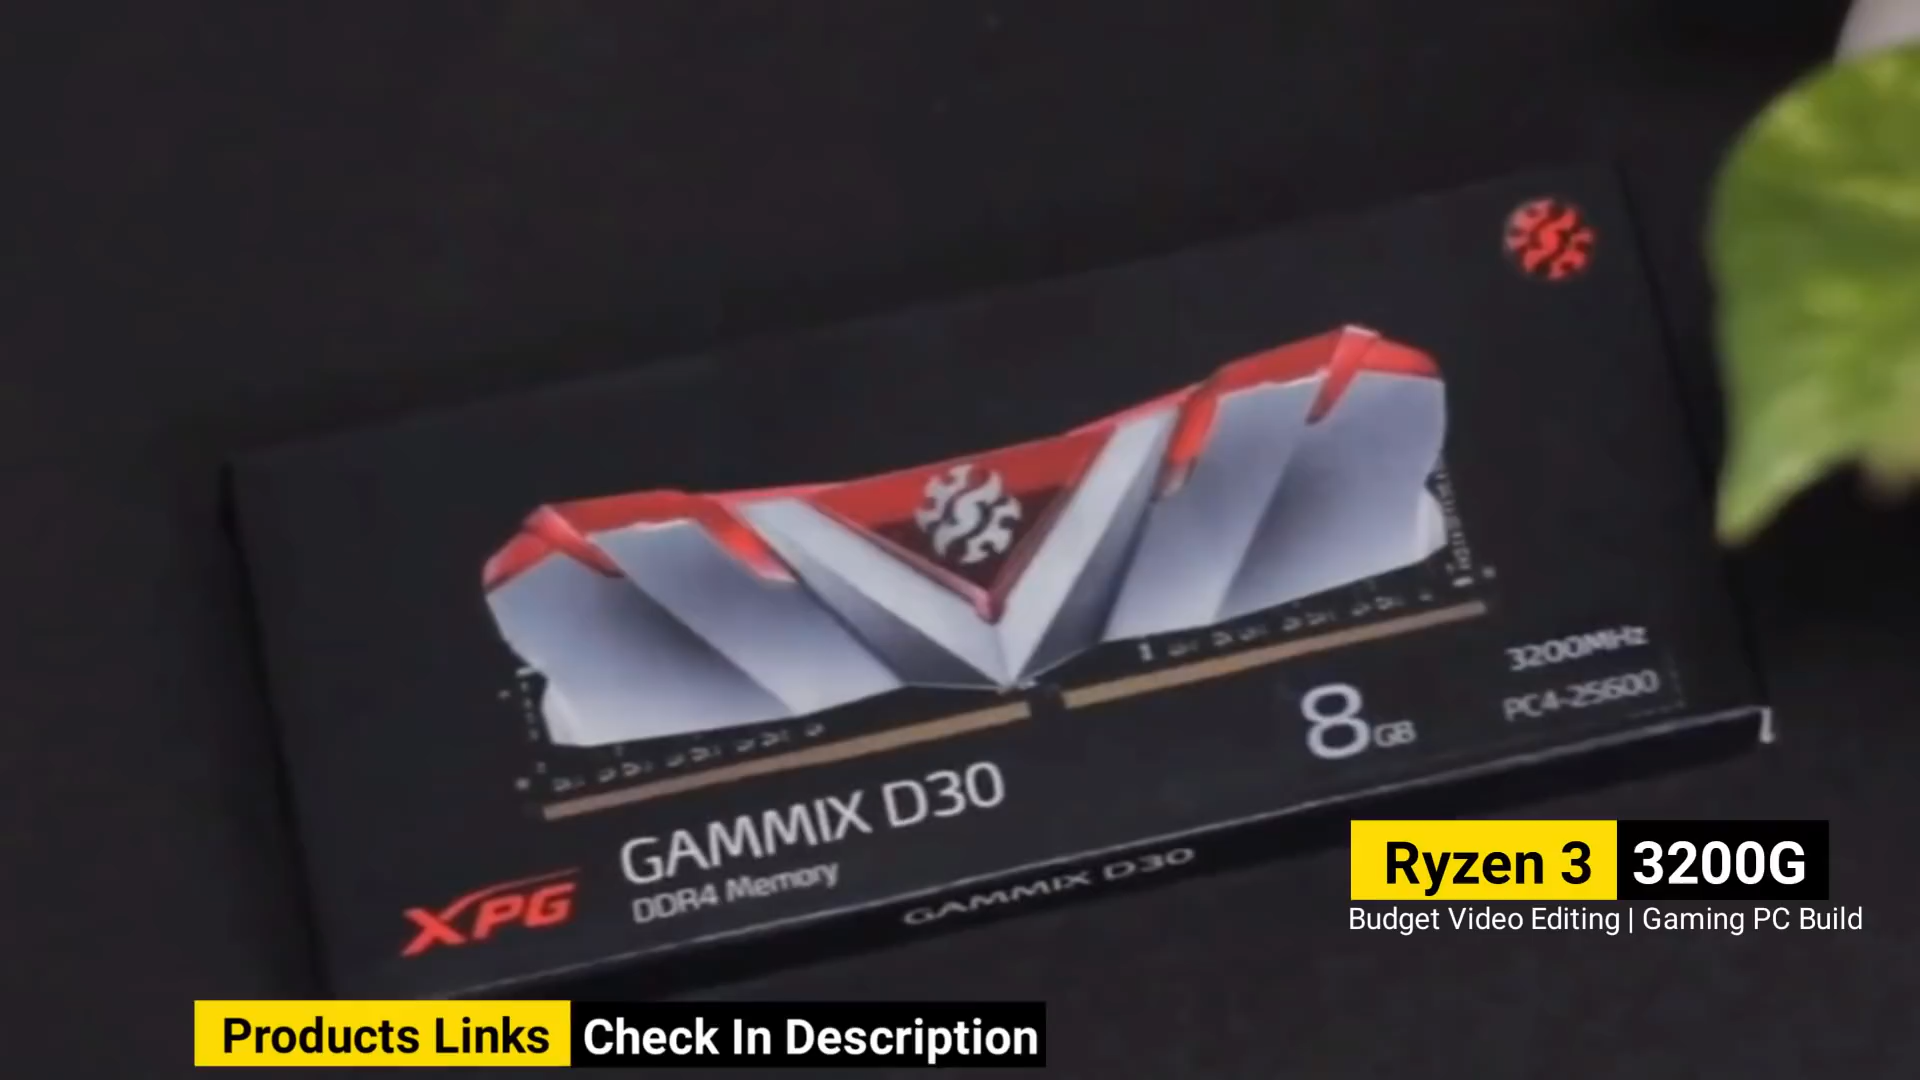 3200MHz
PC4-25600
8GB
GAMMIX D30
DDR4 Memory
XPG
GAMMIX D30
Ryzen 3 3200G
Budget Video Editing | Gaming PC Build
Products Links Check In Description